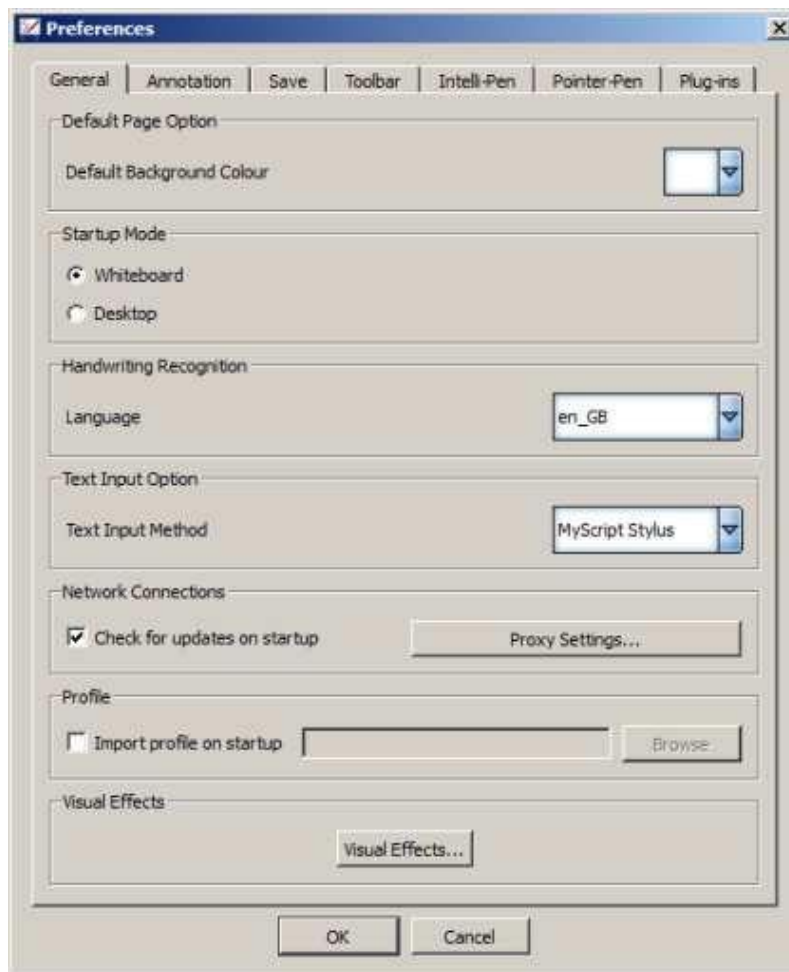 Preferences
General Annotation Save Toolbar Intelli-Pen Pointer-Pen Plug-ins
Default Page Option
Default Background Colour
Startup Mode
Whiteboard
Desktop
Handwriting Recognition
Language en_GB
Text Input Option
Text Input Method MyScript Stylus
Network Connections
Check for updates on startup Proxy Settings...
Profile
Import profile on startup Browse
Visual Effects
Visual Effects...
OK Cancel